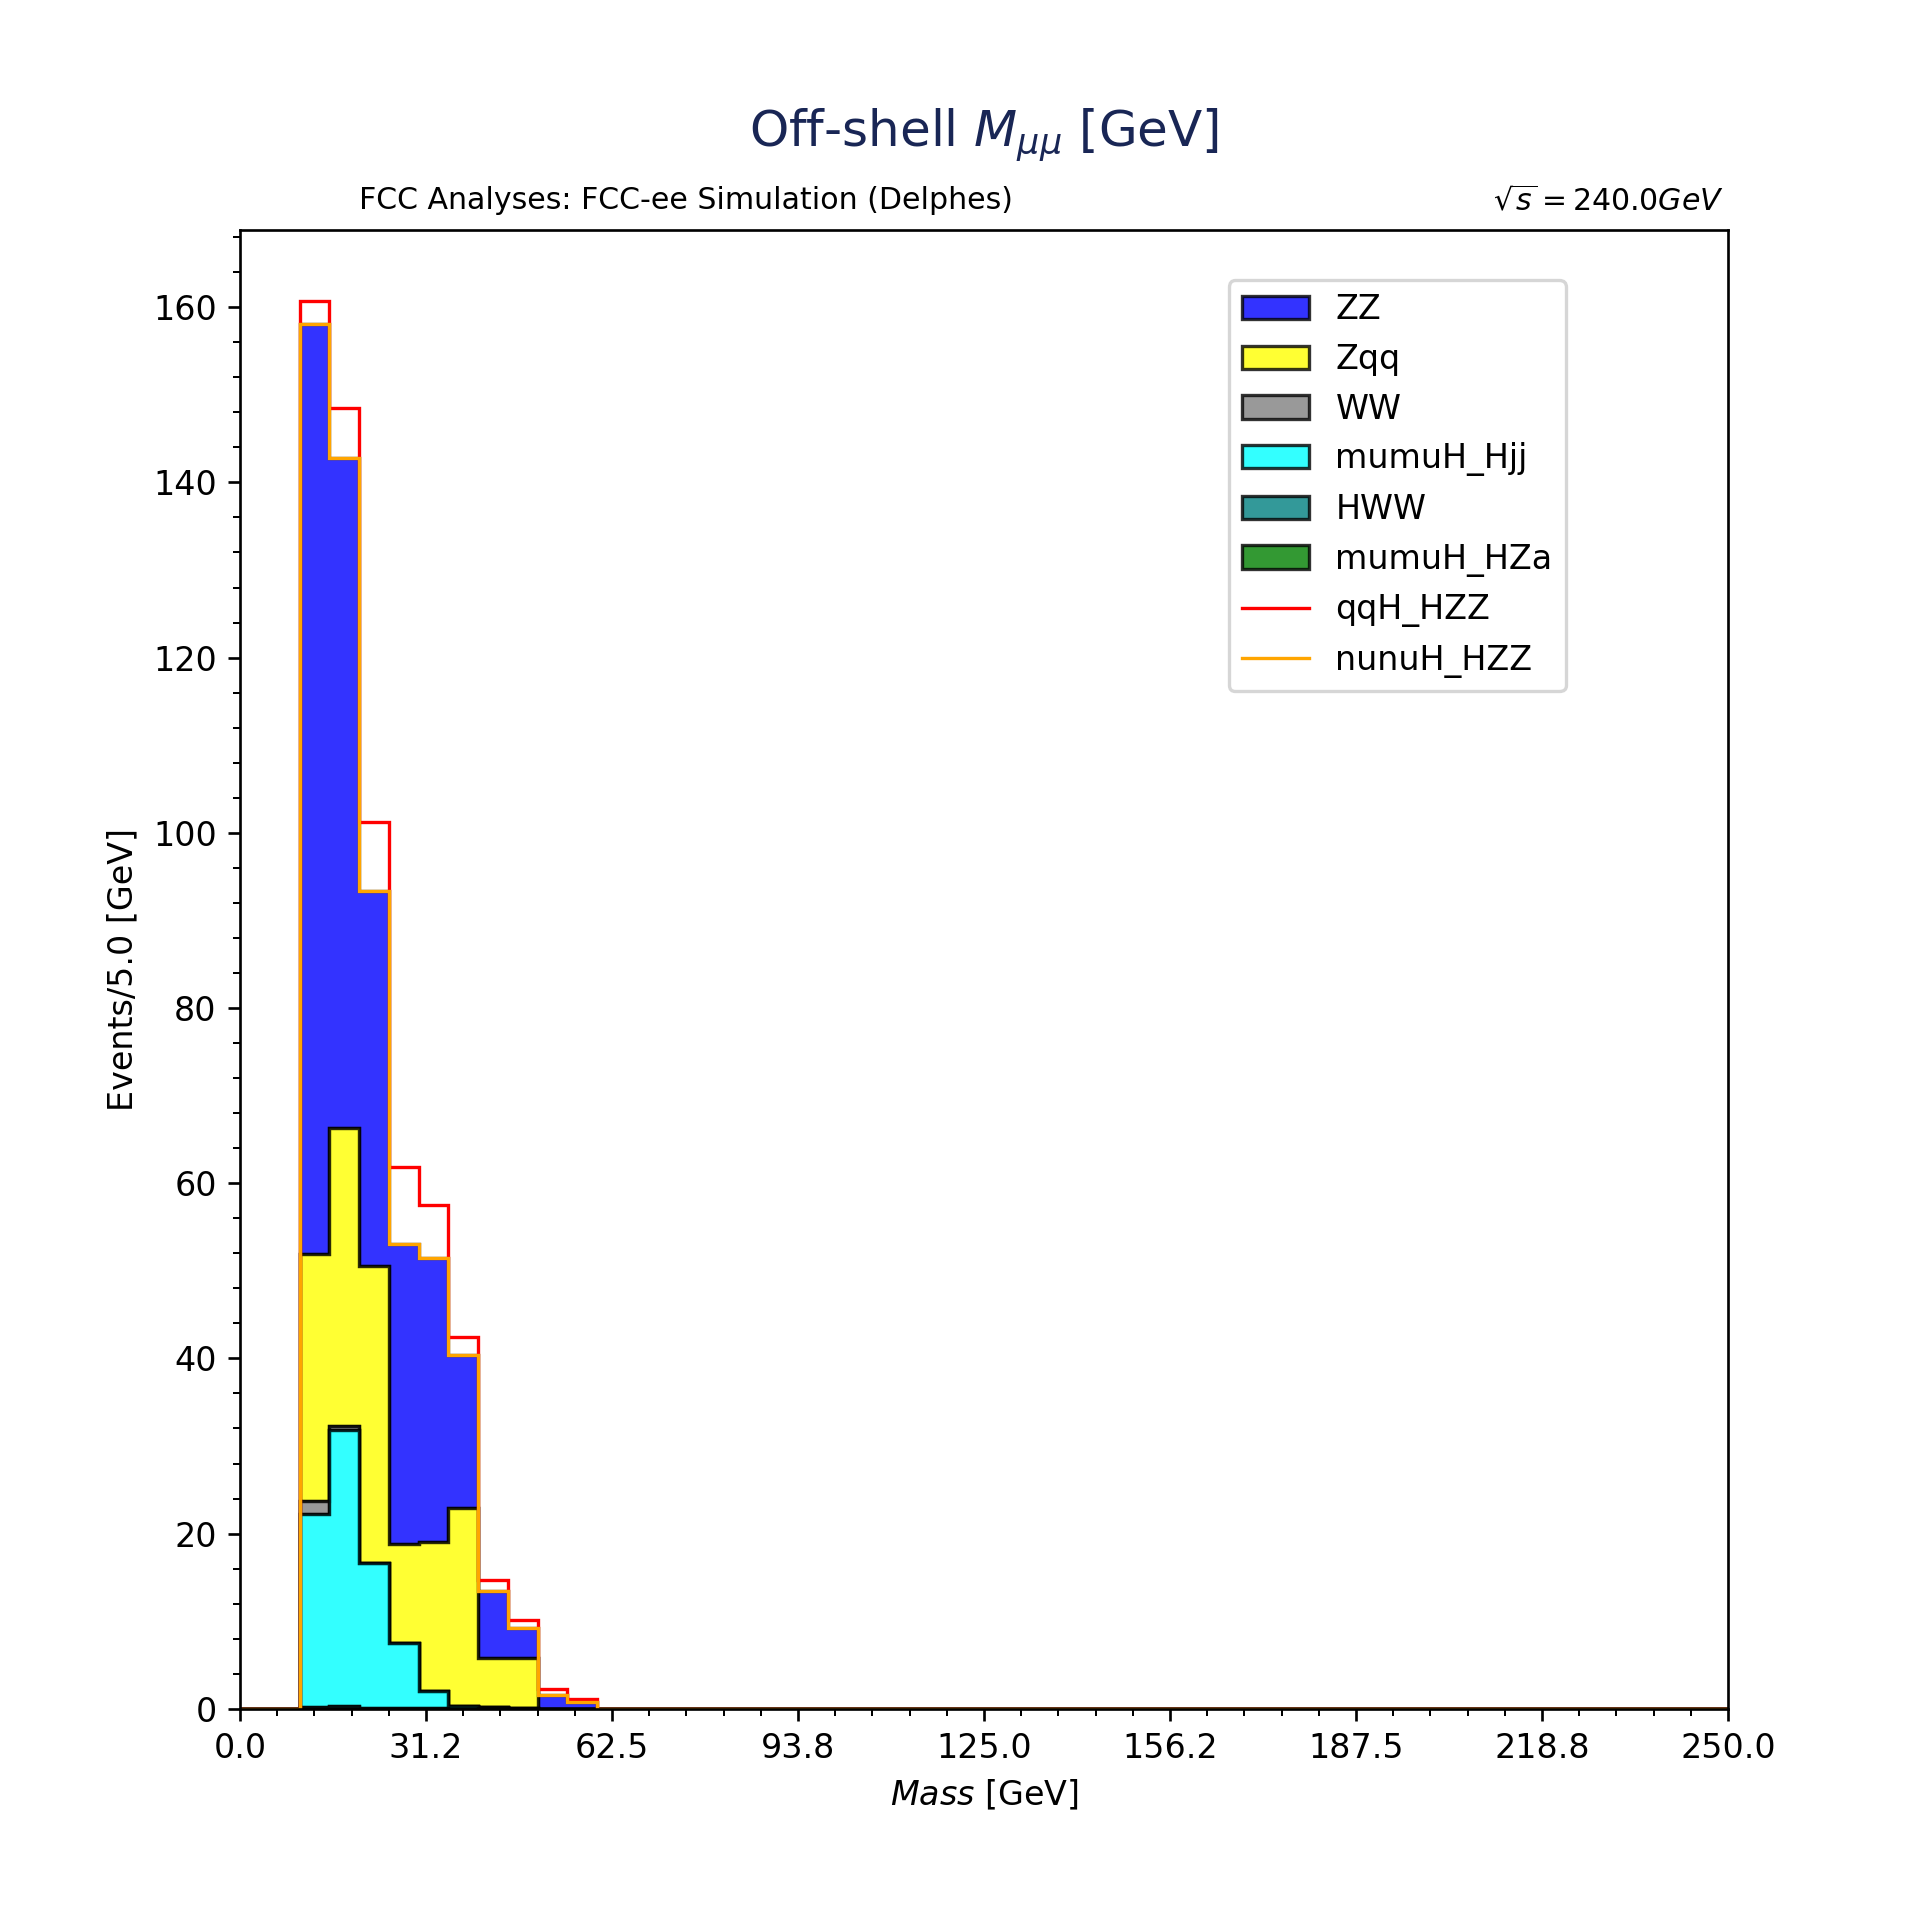 Off-shell $M_{\mu\mu}$ [GeV]
FCC Analyses: FCC-ee Simulation (Delphes)
$\sqrt{s} = 240.0GeV$
160
140
120
100
80
60
40
20
0
Events/5.0 [GeV]
ZZ
Zqq
WW
mumuH_Hjj
HWW
mumuH_HZa
qqH_HZZ
nunuH_HZZ
0.0 31.2 62.5 93.8 125.0 156.2 187.5 218.8 250.0
Mass [GeV]